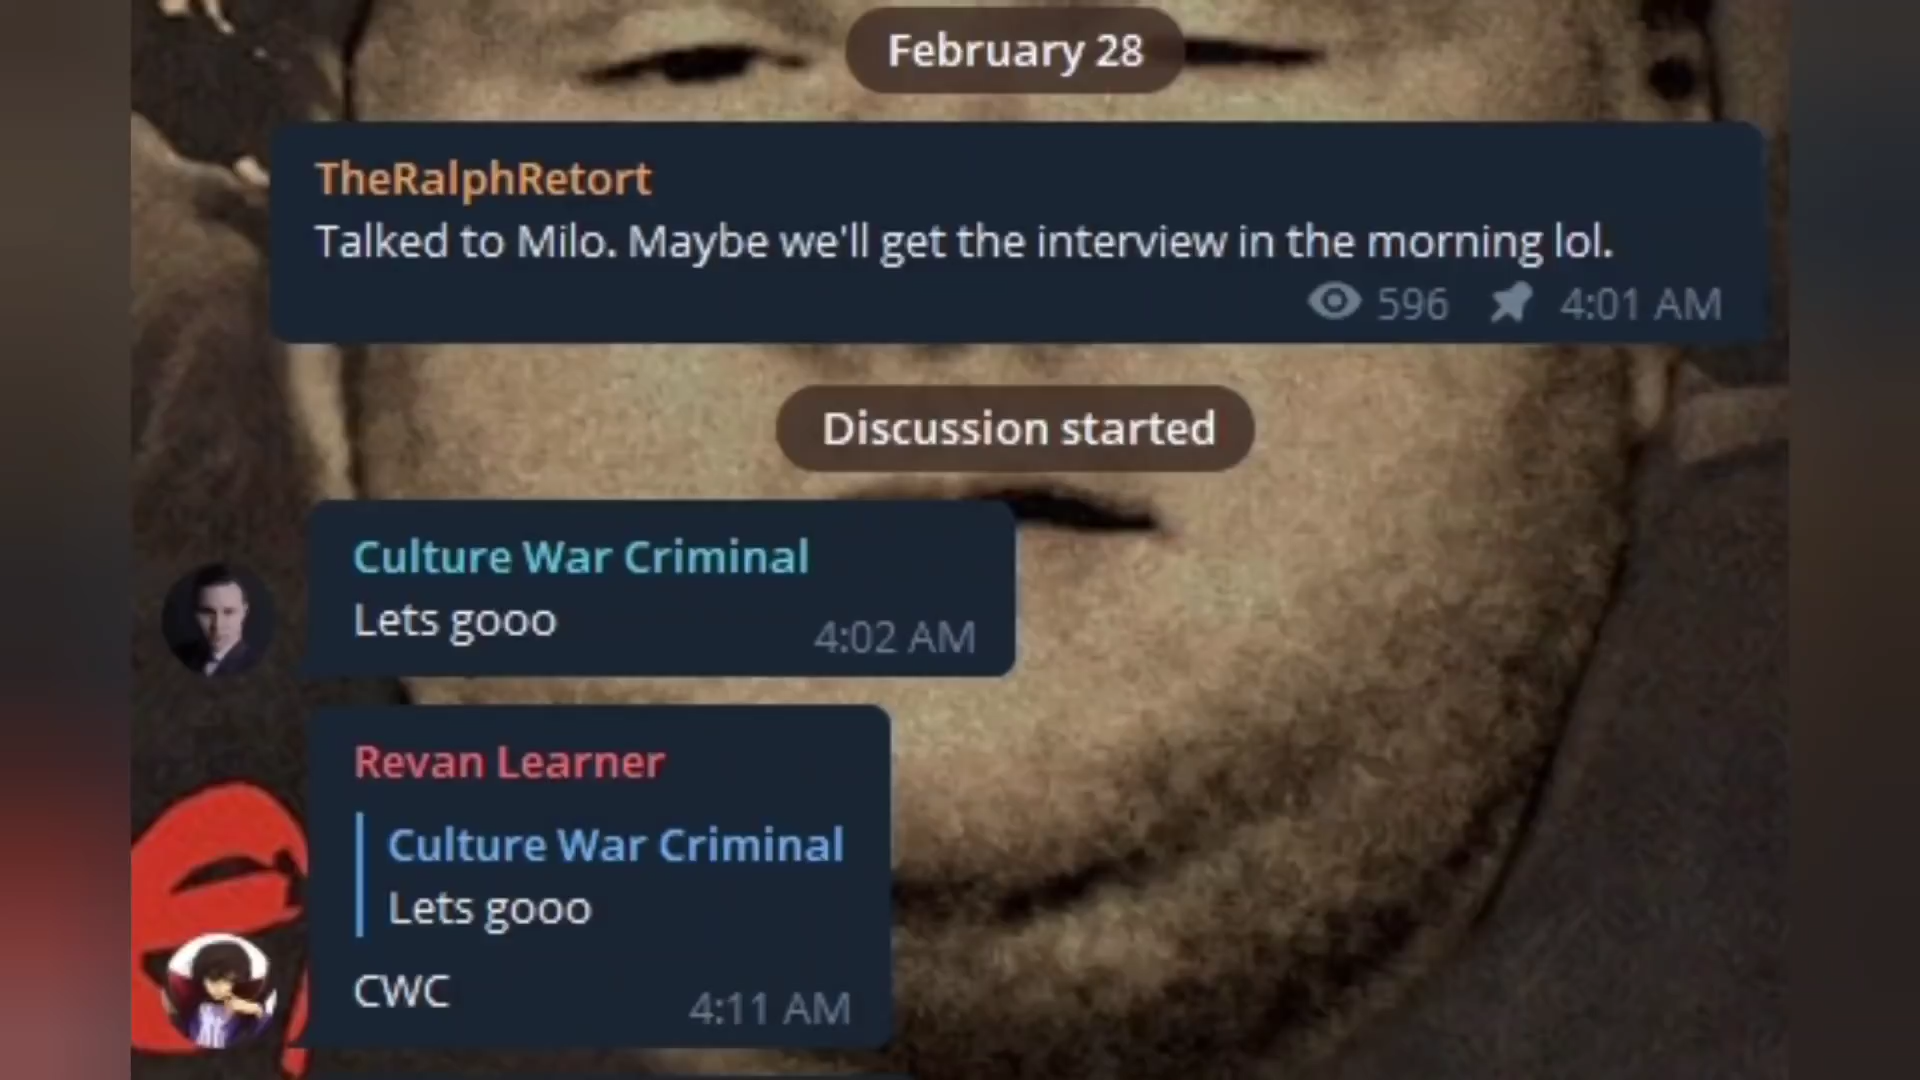 February 28
TheRalphRetort
Talked to Milo. Maybe we'll get the interview in the morning lol.
596 4:01 AM
Discussion started
Culture War Criminal
Lets gooo
4:02 AM
Revan Learner
Culture War Criminal
Lets gooo
CWC
4:11 AM